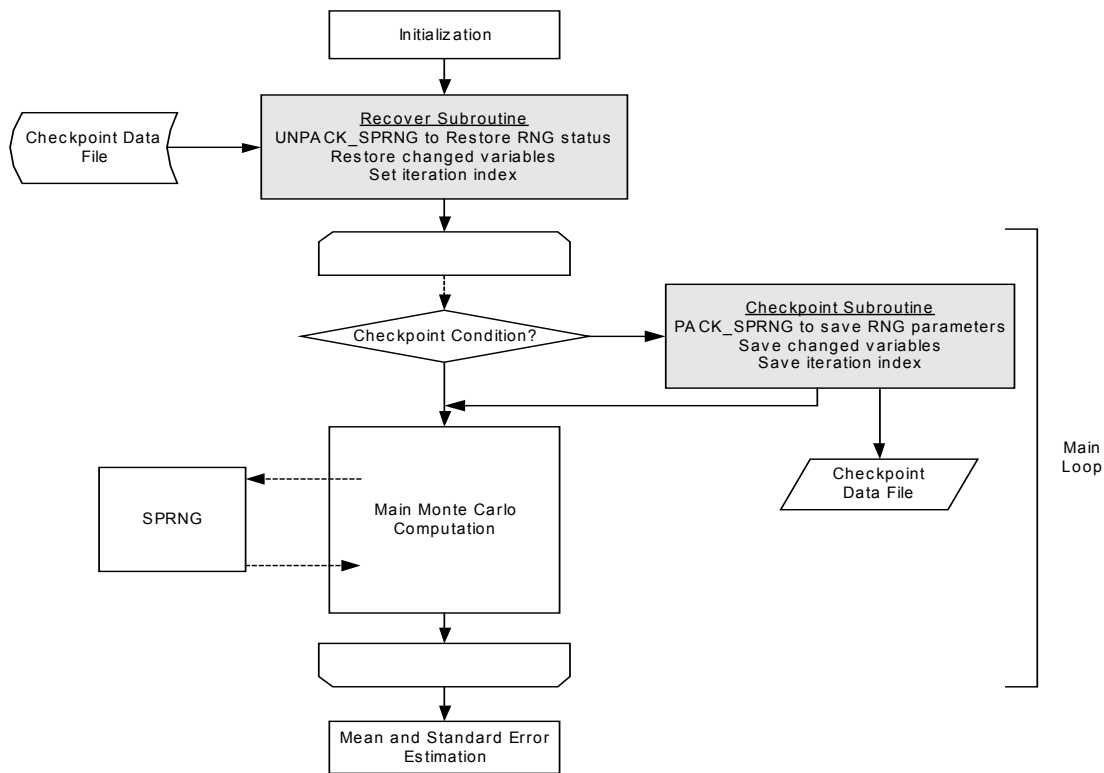 Initialization
Checkpoint Data
File
Recover Subroutine
UNPACK_SPRNG to Restore RNG status
Restore changed variables
Set iteration index
Checkpoint Condition?
Checkpoint Subroutine
PACK_SPRNG to save RNG parameters
Save changed variables
Save iteration index
Main
Loop
Checkpoint
Data File
SPRNG
Main Monte Carlo
Computation
Mean and Standard Error
Estimation